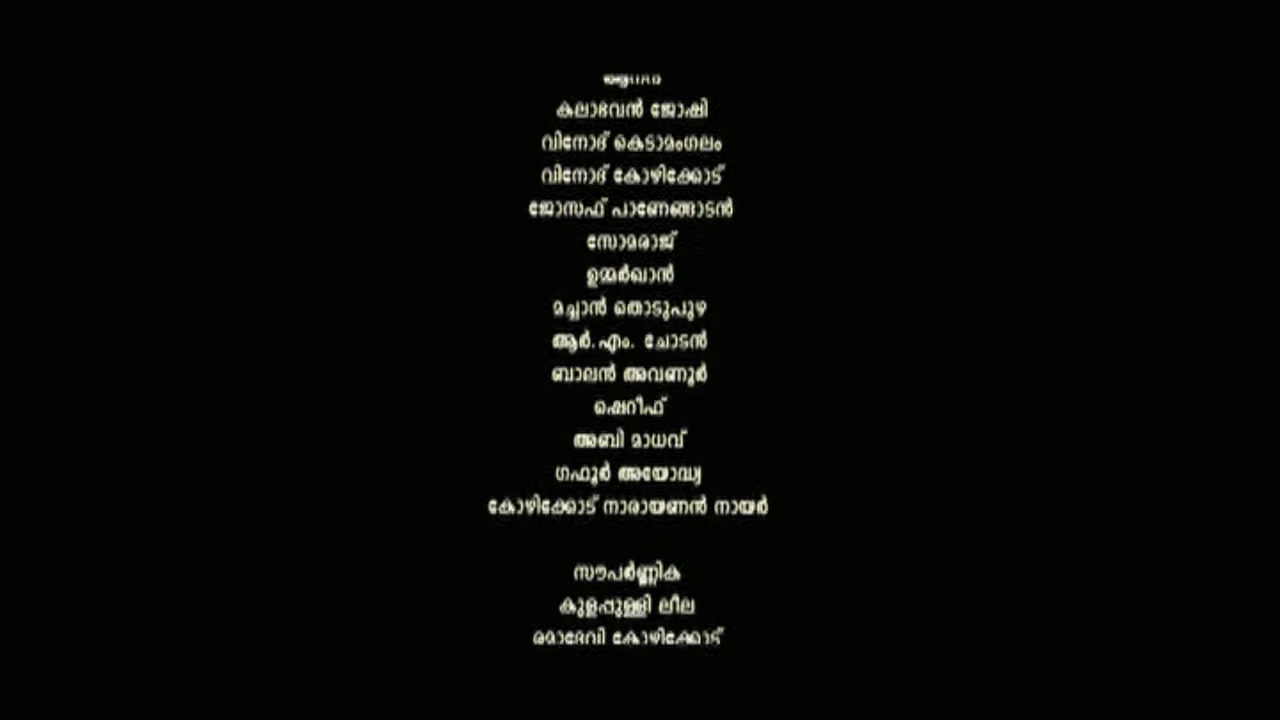 കലാഭവൻ ജോഷി
വിനോദ് കെടാമംഗലം
വിനോദ് കോഴിക്കോട്
ജോസഫ് പാണേങ്ങാടൻ
സോമരാജ്
ഉമ്മർഖാൻ
മച്ചാൻ തൊടുപുഴ
ആർ.എം. ചോടൻ
ബാലൻ അവണൂർ
ഷെറീഫ്
അബി മാധവ്
ഗഫൂർ അയോദ്ധ്യ
കോഴിക്കോട് നാരായണൻ നായർ
സൗപർണ്ണിക
കുളപ്പുള്ളി ലീല
രമാദേവി കോഴിക്കോട്